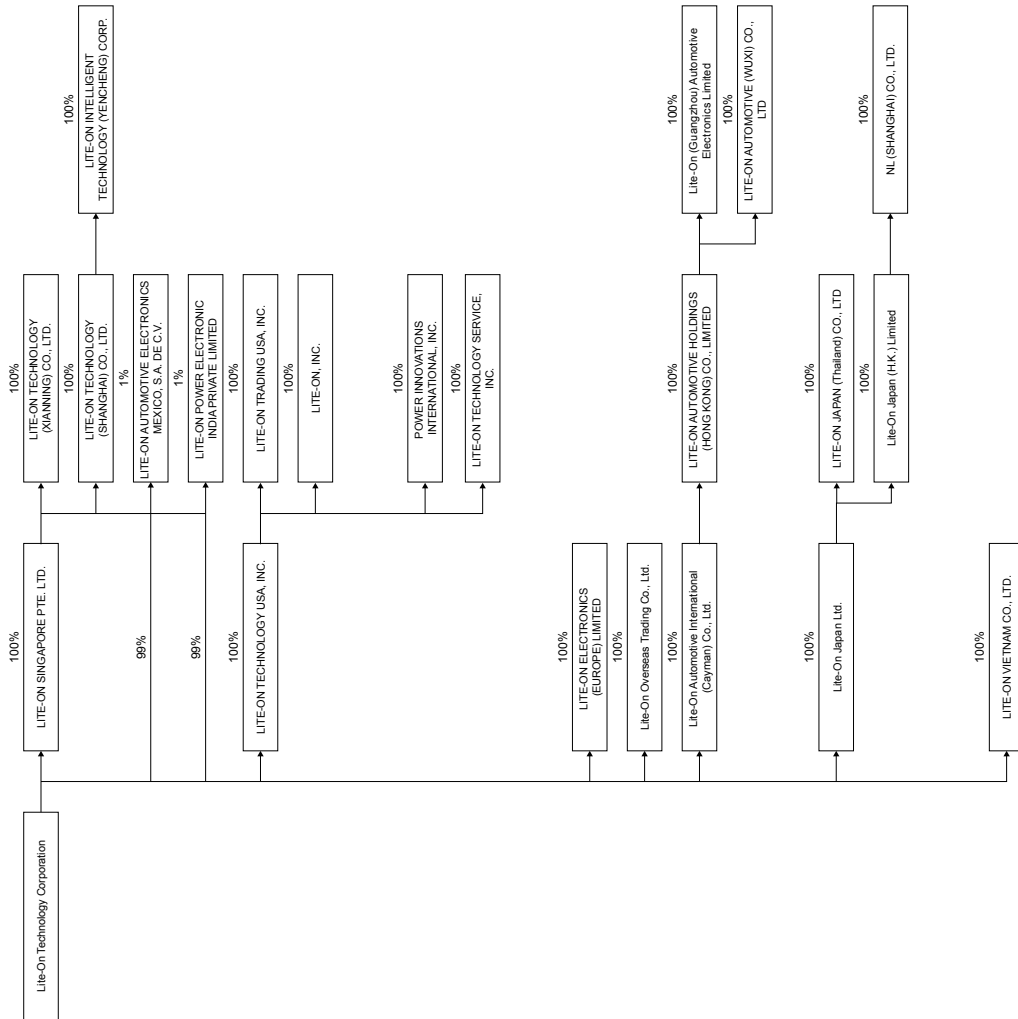 Lite-On Technology Corporation
100%
LITE-ON SINGAPORE PTE. LTD.
99%
99%
100%
LITE-ON TECHNOLOGY USA, INC.
100%
LITE-ON ELECTRONICS
(EUROPE) LIMITED
100%
Lite-On Overseas Trading Co., Ltd.
100%
Lite-On Automotive International
(Cayman) Co., Ltd.
100%
Lite-On Japan Ltd.
100%
LITE-ON VIETNAM CO., LTD.
100%
LITE-ON TECHNOLOGY
(XIANNING) CO., LTD.
100%
LITE-ON TECHNOLOGY
(SHANGHAI) CO., LTD.
1%
LITE-ON AUTOMOTIVE ELECTRONICS
MEXICO, S.A. DE C.V.
1%
LITE-ON POWER ELECTRONIC
INDIA PRIVATE LIMITED
100%
LITE-ON TRADING USA, INC.
100%
LITE-ON, INC.
100%
POWER INNOVATIONS
INTERNATIONAL, INC.
100%
LITE-ON TECHNOLOGY SERVICE,
INC.
100%
LITE-ON AUTOMOTIVE HOLDINGS
(HONG KONG) CO., LIMITED
100%
LITE-ON JAPAN (Thailand) CO., LTD
100%
Lite-On Japan (H.K.) Limited
100%
LITE-ON INTELLIGENT
TECHNOLOGY (YENCHENG) CORP.
100%
Lite-On (Guangzhou) Automotive
Electronics Limited
100%
LITE-ON AUTOMOTIVE (WUXI) CO.,
LTD
100%
NL (SHANGHAI) CO., LTD.